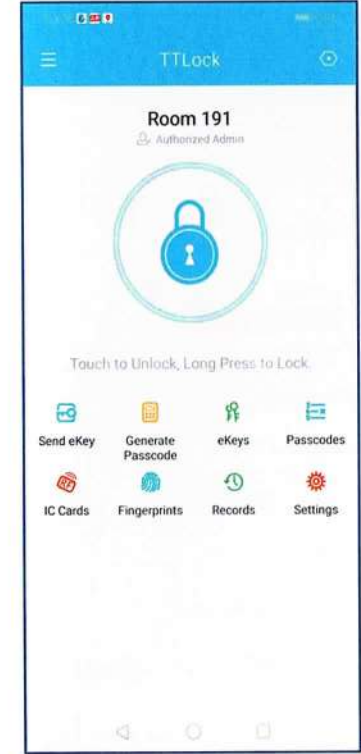 TTLock
Room 191
Authorized Admin
Touch to Unlock, Long Press to Lock.
Send eKey
Generate
Passcode
eKeys
Passcodes
IC Cards
Fingerprints
Records
Settings